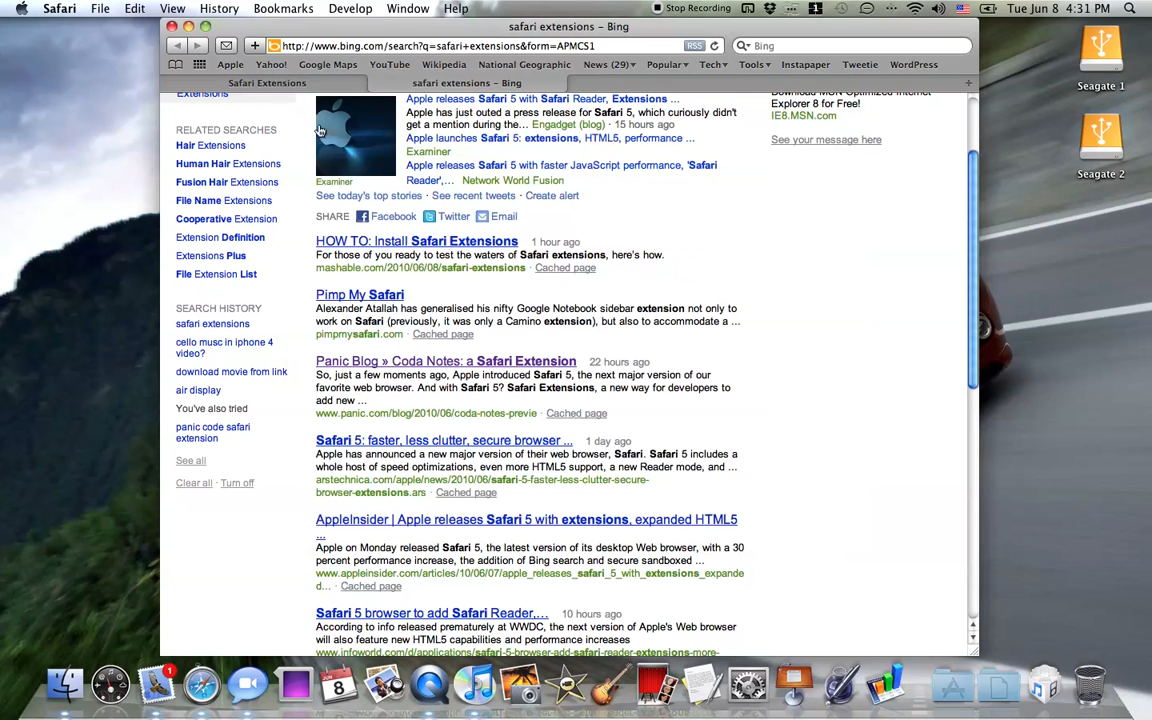 Safari File Edit View History Bookmarks Develop Window Help Stop Recording 1 Tue Jun 8 4:31 PM
safari extensions – Bing
http://www.bing.com/search?q=safari+extensions&form=APMCS1 RSS Bing
Apple Yahoo! Google Maps YouTube Wikipedia National Geographic News (29) Popular Tech Tools Instapaper Tweetie WordPress
Safari Extensions safari extensions – Bing
Extensions
RELATED SEARCHES
Hair Extensions
Human Hair Extensions
Fusion Hair Extensions
File Name Extensions
Cooperative Extension
Extension Definition
Extensions Plus
File Extension List
SEARCH HISTORY
safari extensions
cello musc in iphone 4
video?
download movie from link
air display
You've also tried
panic code safari
extension
See all
Clear all · Turn off
Apple releases Safari 5 with Safari Reader, Extensions ...
Apple has just outed a press release for Safari 5, which curiously didn't
get a mention during the... Engadget (blog) · 15 hours ago
Apple launches Safari 5: extensions, HTML5, performance ...
Examiner
Apple releases Safari 5 with faster JavaScript performance, 'Safari
Reader',... Network World Fusion
Examiner
See today's top stories · See recent tweets · Create alert
SHARE Facebook Twitter Email
HOW TO: Install Safari Extensions 1 hour ago
For those of you ready to test the waters of Safari extensions, here's how.
mashable.com/2010/06/08/safari-extensions · Cached page
Pimp My Safari
Alexander Atallah has generalised his nifty Google Notebook sidebar extension not only to
work on Safari (previously, it was only a Camino extension), but also to accommodate a ...
pimpmysafari.com · Cached page
Panic Blog » Coda Notes: a Safari Extension 22 hours ago
So, just a few moments ago, Apple introduced Safari 5, the next major version of our
favorite web browser. And with Safari 5? Safari Extensions, a new way for developers to
add new ...
www.panic.com/blog/2010/06/coda-notes-previe · Cached page
Safari 5: faster, less clutter, secure browser ... 1 day ago
Apple has announced a new major version of their web browser, Safari. Safari 5 includes a
whole host of speed optimizations, even more HTML5 support, a new Reader mode, and ...
arstechnica.com/apple/news/2010/06/safari-5-faster-less-clutter-secure-
browser-extensions.ars · Cached page
AppleInsider | Apple releases Safari 5 with extensions, expanded HTML5
...
Apple on Monday released Safari 5, the latest version of its desktop Web browser, with a 30
percent performance increase, the addition of Bing search and secure sandboxed ...
www.appleinsider.com/articles/10/06/07/apple_releases_safari_5_with_extensions_expande
d... · Cached page
Safari 5 browser to add Safari Reader,... 10 hours ago
According to info released prematurely at WWDC, the next version of Apple's Web browser
will also feature new HTML5 capabilities and performance increases
www.infoworld.com/d/applications/safari-5-browser-add-safari-reader-more-
Download MSN Optimized Internet
Explorer 8 for Free!
IE8.MSN.com
See your message here
Seagate 1
Seagate 2
1
8